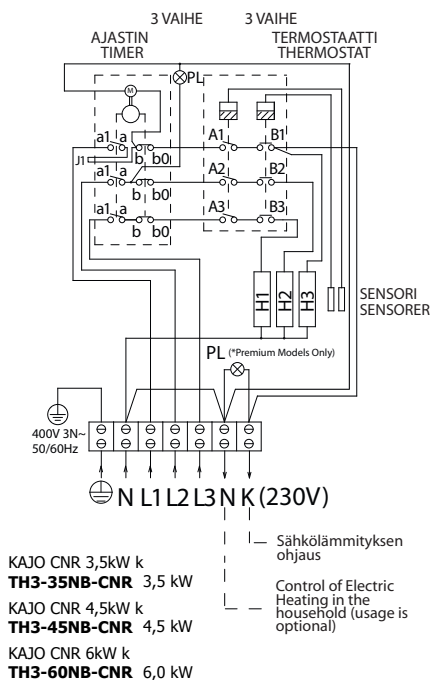 3 VAIHE 3 VAIHE
AJASTIN
TIMER
TERMOSTAATTI
THERMOSTAT
PL
M
a1 a
J1
b b0
A1 B1
a1 a
b b0
A2 B2
a1 a
b b0
A3 B3
H1 H2 H3
SENSORI
SENSORER
PL (*Premium Models Only)
400V 3N~
50/60Hz
N L1 L2 L3 N K (230V)
Sähkölämmityksen
ohjaus
Control of Electric
Heating in the
household (usage is
optional)
KAJO CNR 3,5kW k
TH3-35NB-CNR 3,5 kW
KAJO CNR 4,5kW k
TH3-45NB-CNR 4,5 kW
KAJO CNR 6kW k
TH3-60NB-CNR 6,0 kW